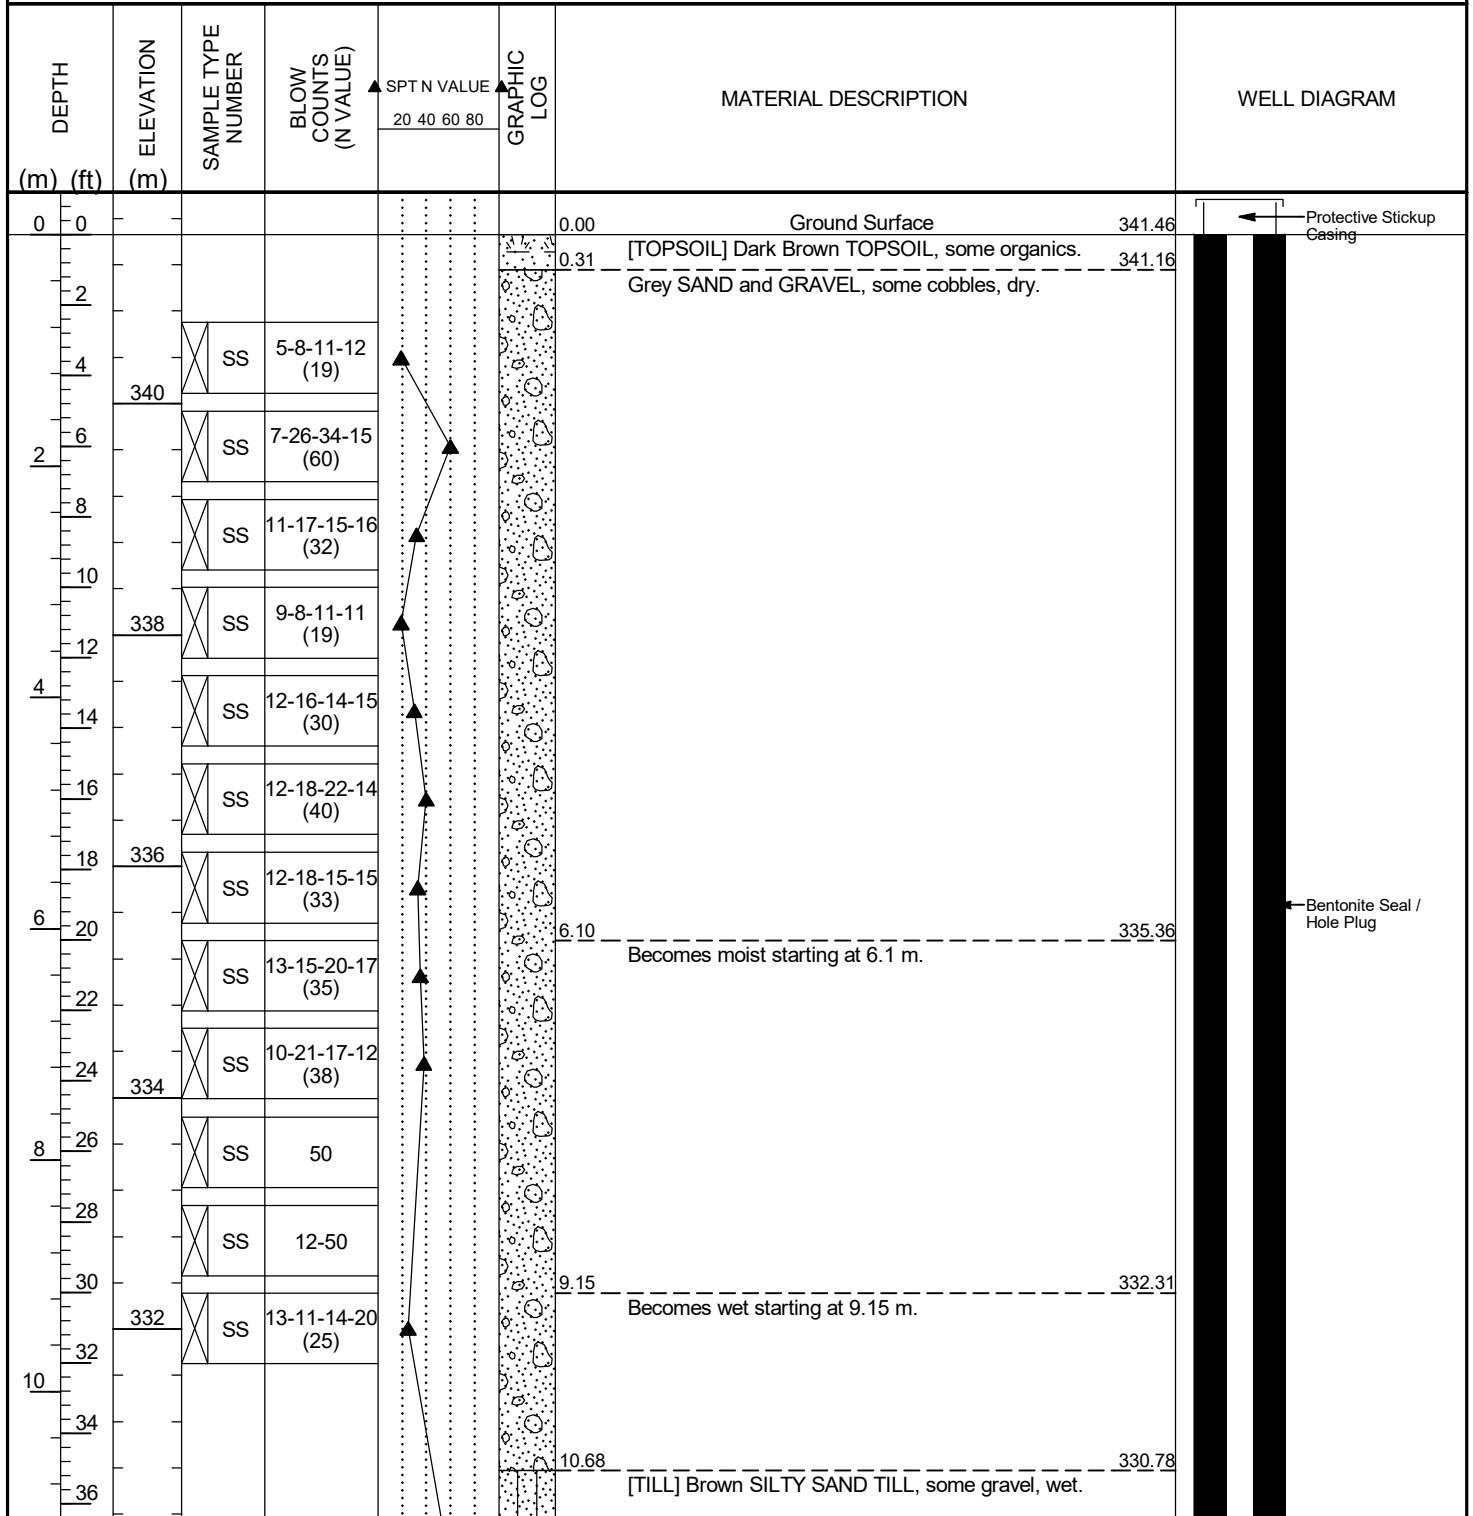 DEPTH
(m) (ft)
ELEVATION
(m)
SAMPLE TYPE
NUMBER
BLOW
COUNTS
(N VALUE)
SPT N VALUE
20 40 60 80
GRAPHIC
LOG
MATERIAL DESCRIPTION
WELL DIAGRAM
0 0
0.00 Ground Surface 341.46
Protective Stickup
Casing
[TOPSOIL] Dark Brown TOPSOIL, some organics.
0.31 341.16
Grey SAND and GRAVEL, some cobbles, dry.
2
SS 5-8-11-12
(19)
4
340
6
SS 7-26-34-15
(60)
2
8
SS 11-17-15-16
(32)
10
SS 9-8-11-11
(19)
338
12
4
SS 12-16-14-15
(30)
14
16
SS 12-18-22-14
(40)
336
18
SS 12-18-15-15
(33)
Bentonite Seal /
Hole Plug
6
20
6.10 335.36
Becomes moist starting at 6.1 m.
SS 13-15-20-17
(35)
22
SS 10-21-17-12
(38)
24
334
26
8
SS 50
28
SS 12-50
30
9.15 332.31
Becomes wet starting at 9.15 m.
332
SS 13-11-14-20
(25)
32
10
34
10.68 330.78
[TILL] Brown SILTY SAND TILL, some gravel, wet.
36